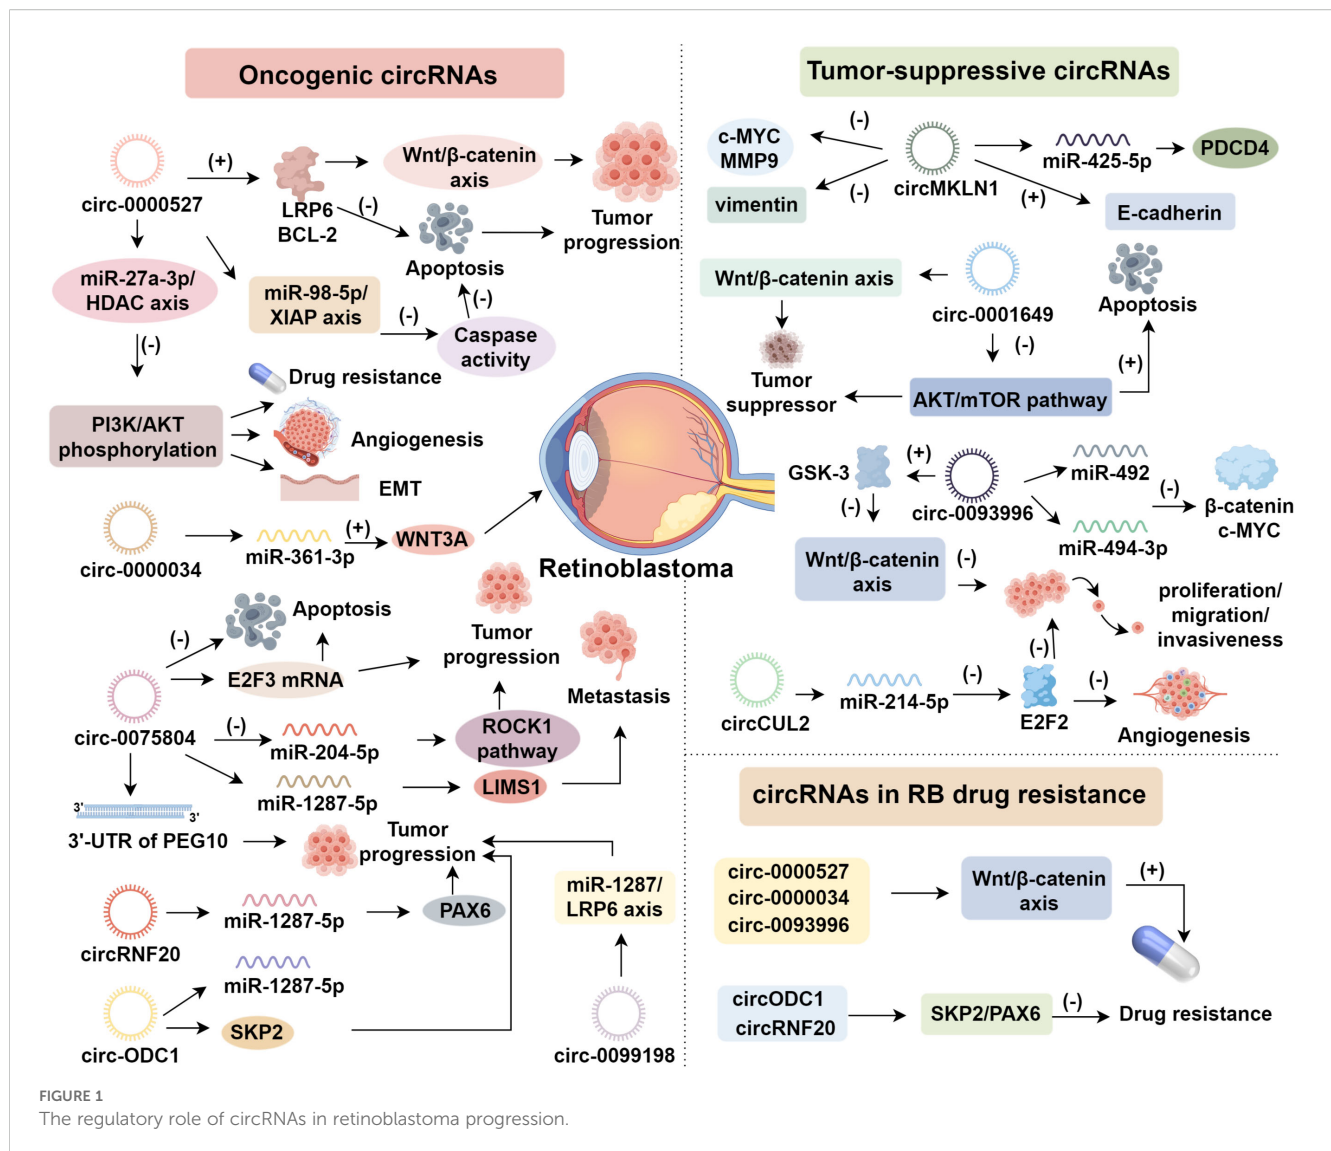 Oncogenic circRNAs
circ-0000527
(+)
LRP6
BCL-2
Wnt/β-catenin
axis
Tumor
progression
(-)
Apoptosis
miR-27a-3p/
HDAC axis
miR-98-5p/
XIAP axis
(-)
(-)
Caspase
activity
(-)
PI3K/AKT
phosphorylation
Drug resistance
Angiogenesis
EMT
circ-0000034
miR-361-3p
(+)
WNT3A
Retinoblastoma
circ-0075804
(-)
Apoptosis
E2F3 mRNA
Tumor
progression
Metastasis
(-)
miR-204-5p
ROCK1
pathway
miR-1287-5p
LIMS1
3'
3'
3'-UTR of PEG10
Tumor
progression
circRNF20
miR-1287-5p
PAX6
miR-1287/
LRP6 axis
circ-ODC1
miR-1287-5p
SKP2
circ-0099198
Tumor-suppressive circRNAs
c-MYC
MMP9
(-)
vimentin
(-)
circMKLN1
miR-425-5p
PDCD4
(+)
E-cadherin
Wnt/β-catenin axis
circ-0001649
Apoptosis
(-)
(+)
Tumor
suppressor
AKT/mTOR pathway
GSK-3
(+)
circ-0093996
miR-492
miR-494-3p
(-)
β-catenin
c-MYC
(-)
Wnt/β-catenin
axis
(-)
proliferation/
migration/
invasiveness
circCUL2
miR-214-5p
(-)
E2F2
(-)
(-)
Angiogenesis
circRNAs in RB drug resistance
circ-0000527
circ-0000034
circ-0093996
Wnt/β-catenin
axis
(+)
circODC1
circRNF20
SKP2/PAX6
(-)
Drug resistance
FIGURE 1
The regulatory role of circRNAs in retinoblastoma progression.